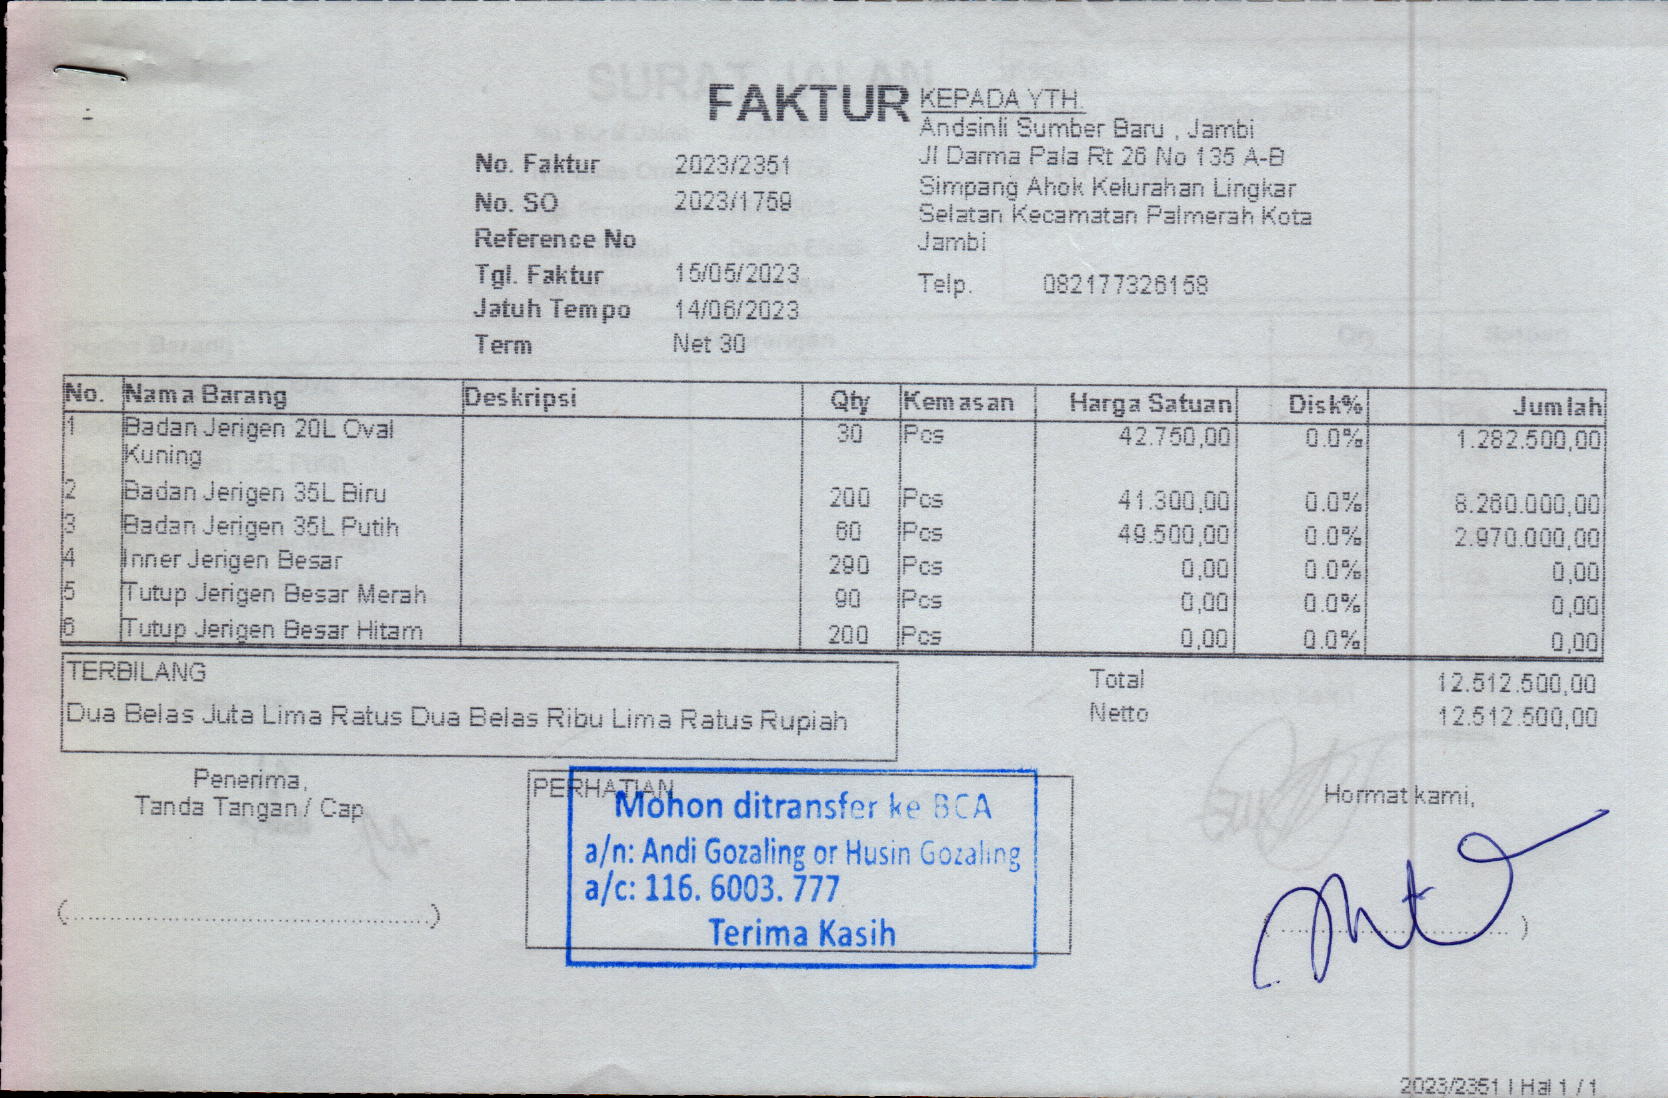 FAKTUR
KEPADA YTH.
Andsinli Sumber Baru , Jambi
Jl Darma Pala Rt 26 No 135 A-B
Simpang Ahok Kelurahan Lingkar
Selatan Kecamatan Palmerah Kota
Jambi
Telp. 082177326158
No. Faktur 2023/2351
No. SO 2023/1759
Reference No
Tgl. Faktur 15/05/2023
Jatuh Tempo 14/06/2023
Term Net 30
No. Nama Barang Deskripsi Qty Kemasan Harga Satuan Disk% Jumlah
1 Badan Jerigen 20L Oval 30 Pcs 42.750,00 0.0% 1.282.500,00
Kuning
2 Badan Jerigen 35L Biru 200 Pcs 41.300,00 0.0% 8.260.000,00
3 Badan Jerigen 35L Putih 60 Pcs 49.500,00 0.0% 2.970.000,00
4 Inner Jerigen Besar 290 Pcs 0,00 0.0% 0,00
5 Tutup Jerigen Besar Merah 90 Pcs 0,00 0.0% 0,00
6 Tutup Jerigen Besar Hitam 200 Pcs 0,00 0.0% 0,00
TERBILANG
Dua Belas Juta Lima Ratus Dua Belas Ribu Lima Ratus Rupiah
Total 12.512.500,00
Netto 12.512.500,00
Penerima,
Tanda Tangan / Cap
(..............................................)
PERHATIAN
Mohon ditransfer ke BCA
a/n: Andi Gozaling or Husin Gozaling
a/c: 116. 6003. 777
Terima Kasih
Hormat kami,
2023/2351 | Hal 1 / 1